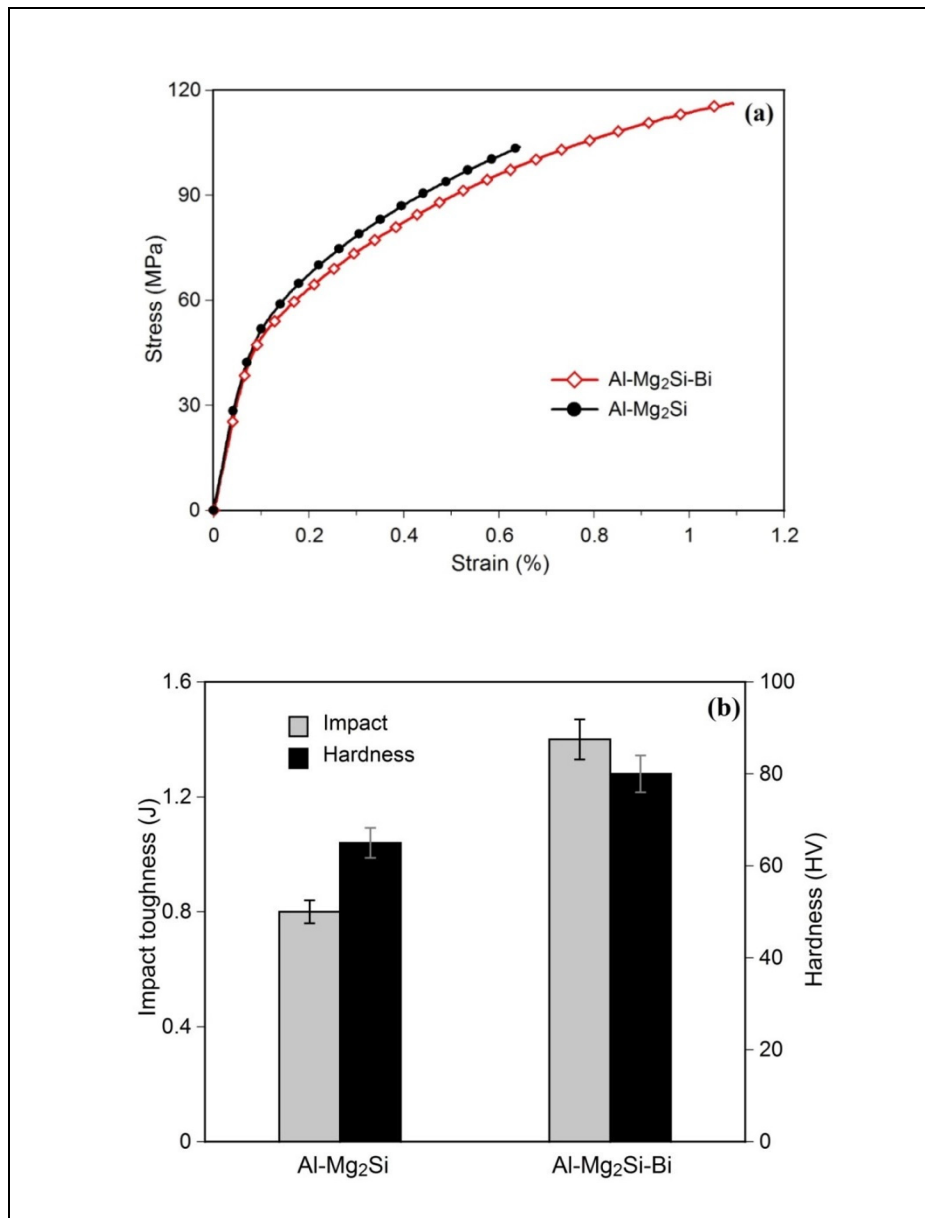 (a)
120
90
60
30
0
Stress (MPa)
Al-Mg₂Si-Bi
Al-Mg₂Si
0 0.2 0.4 0.6 0.8 1 1.2
Strain (%)
(b)
1.6
1.2
0.8
0.4
0
Impact toughness (J)
Impact
Hardness
100
80
60
40
20
0
Hardness (HV)
Al-Mg₂Si Al-Mg₂Si-Bi